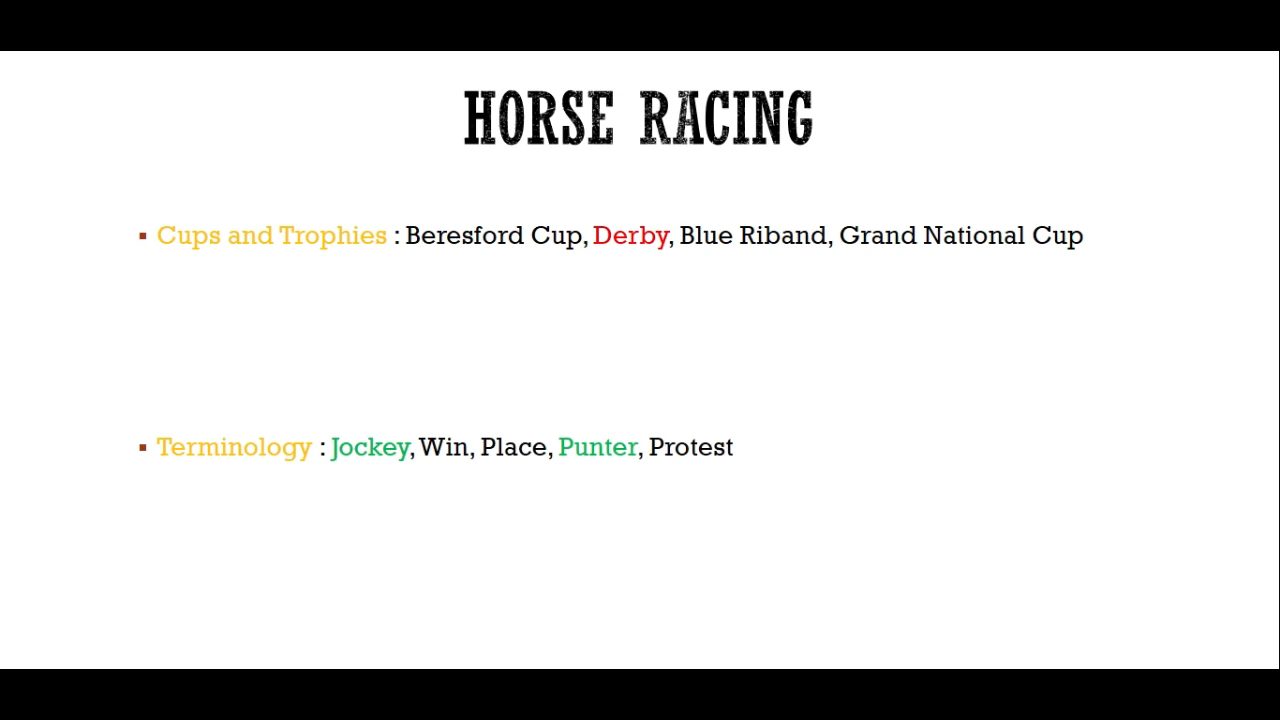 HORSE RACING
▪ Cups and Trophies : Beresford Cup, Derby, Blue Riband, Grand National Cup
▪ Terminology : Jockey, Win, Place, Punter, Protest